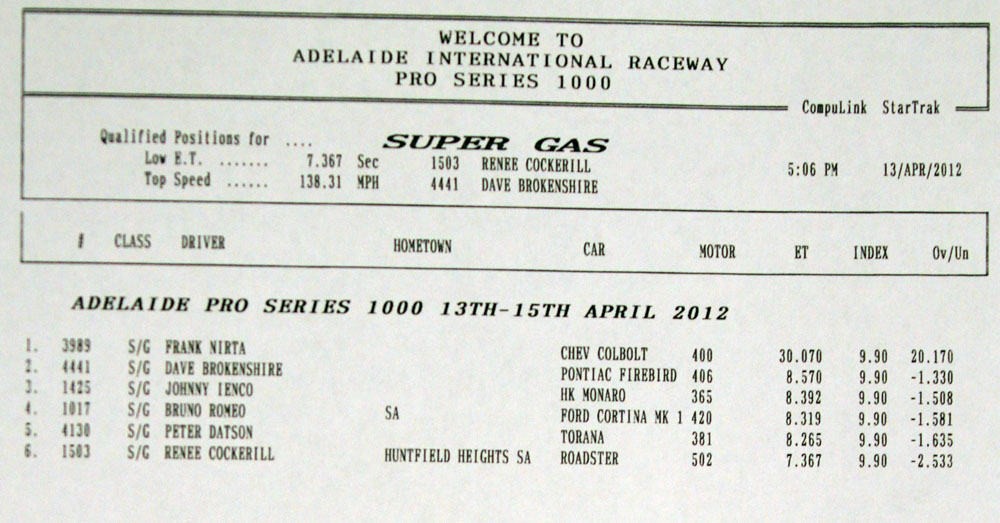 WELCOME TO
ADELAIDE INTERNATIONAL RACEWAY
PRO SERIES 1000
CompuLink StarTrak
Qualified Positions for .... SUPER GAS
Low E.T. ....... 7.367 Sec 1503 RENEE COCKERILL 5:06 PM 13/APR/2012
Top Speed ...... 138.31 MPH 4441 DAVE BROKENSHIRE
# CLASS DRIVER HOMETOWN CAR MOTOR ET INDEX Ov/Un
ADELAIDE PRO SERIES 1000 13TH-15TH APRIL 2012
1. 3989 S/G FRANK NIRTA CHEV COLBOLT 400 30.070 9.90 20.170
2. 4441 S/G DAVE BROKENSHIRE PONTIAC FIREBIRD 406 8.570 9.90 -1.330
3. 1425 S/G JOHNNY IENCO HK MONARO 365 8.392 9.90 -1.508
4. 1017 S/G BRUNO ROMEO SA FORD CORTINA MK 1 420 8.319 9.90 -1.581
5. 4130 S/G PETER DATSON TORANA 381 8.265 9.90 -1.635
6. 1503 S/G RENEE COCKERILL HUNTFIELD HEIGHTS SA ROADSTER 502 7.367 9.90 -2.533